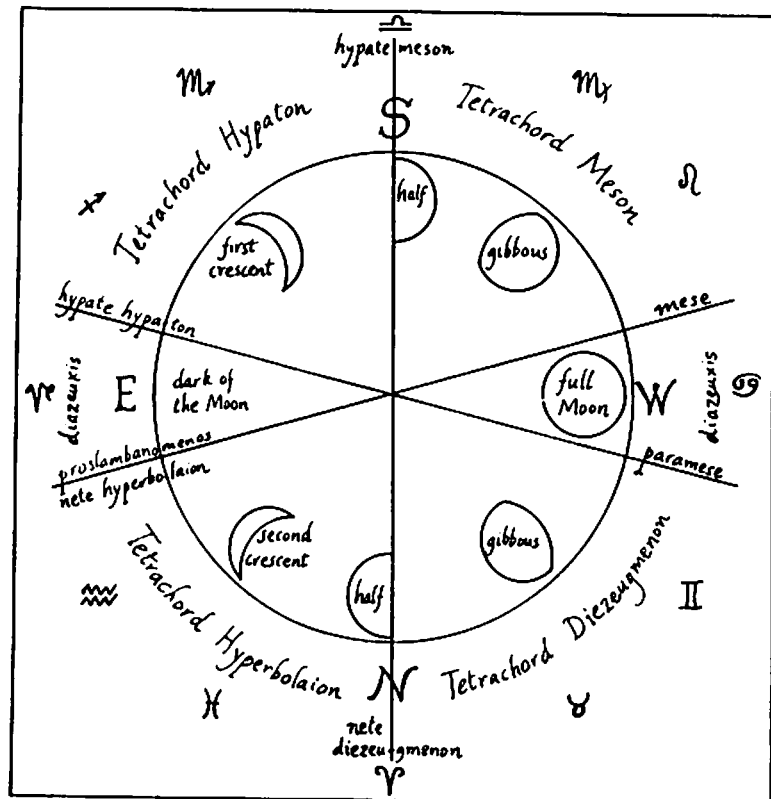 ♎
hypate meson
♏
♍
Tetrachord Hypaton
S
Tetrachord Meson
♐
♌
half
first
crescent
gibbous
hypate hypaton
mese
♑
diazeuxis
E
dark of
the Moon
full
Moon
W
diazeuxis
♋
proslambanomenos
nete hyperbolaion
paramese
second
crescent
gibbous
half
♒
Tetrachord Hyperbolaion
N
Tetrachord Diezeugmenon
♊
♓
♉
nete
diezeugmenon
♈